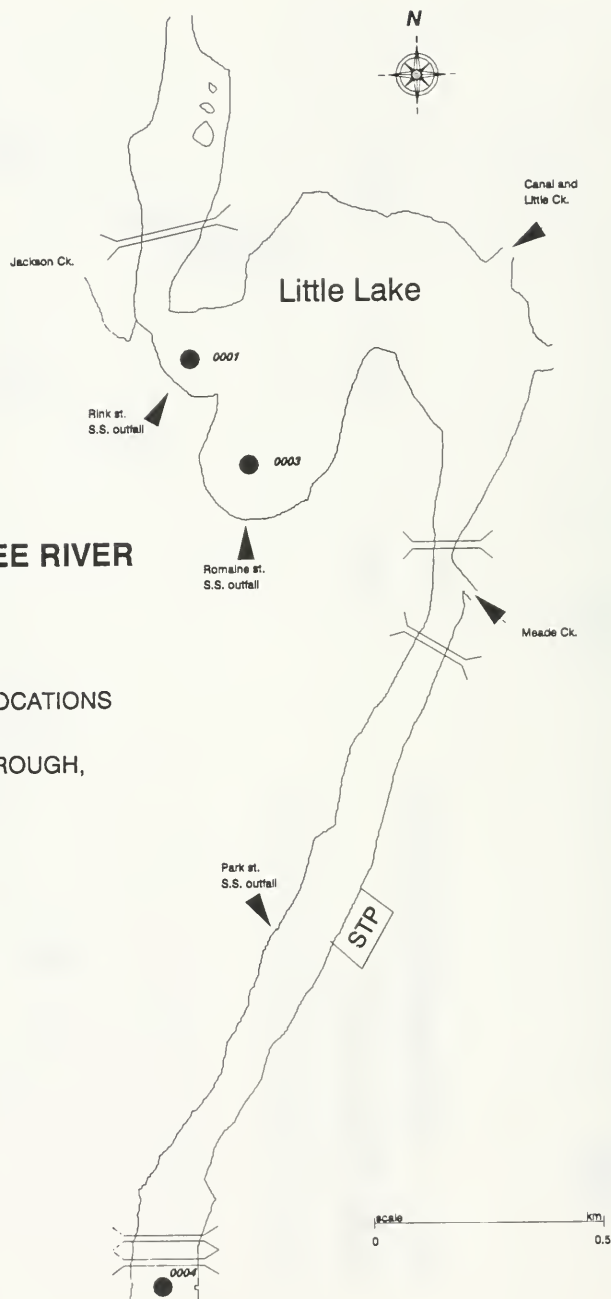 N
Canal and
Little Ck.
Jackson Ck.
Little Lake
0001
Rink st.
S.S. outfall
0003
EE RIVER
Romaine st.
S.S. outfall
Meade Ck.
OCATIONS
ROUGH,
Park st.
S.S. outfall
STP
scale km
0 0.5
0004